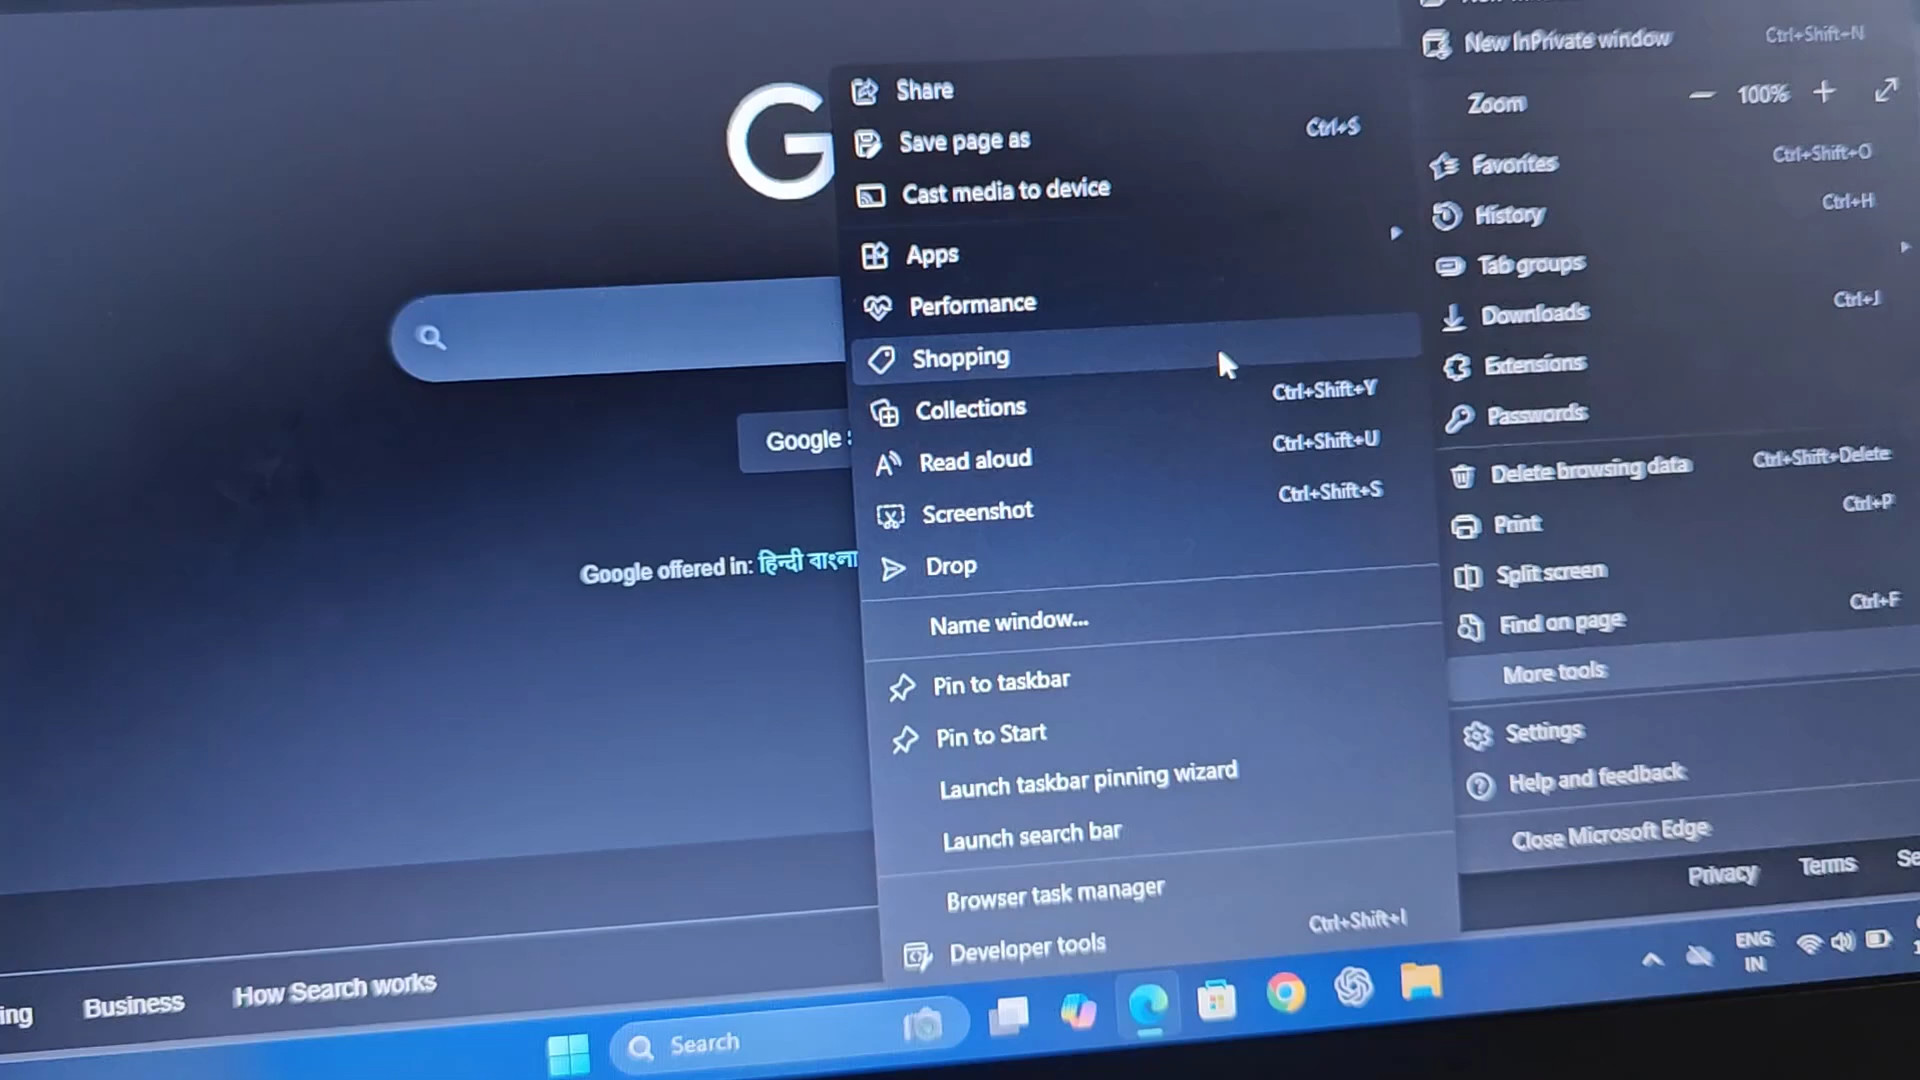 G
Google
Google offered in: हिन्दी বাংলা
Business
How Search works
Share
Save page as Ctrl+S
Cast media to device
Apps
Performance
Shopping
Collections Ctrl+Shift+Y
Read aloud Ctrl+Shift+U
Screenshot Ctrl+Shift+S
Drop
Name window...
Pin to taskbar
Pin to Start
Launch taskbar pinning wizard
Launch search bar
Browser task manager
Developer tools Ctrl+Shift+I
New InPrivate window Ctrl+Shift+N
Zoom 100%
Favorites Ctrl+Shift+O
History Ctrl+H
Tab groups
Downloads Ctrl+J
Extensions
Passwords
Delete browsing data Ctrl+Shift+Delete
Print Ctrl+P
Split screen
Find on page Ctrl+F
More tools
Settings
Help and feedback
Close Microsoft Edge
Privacy Terms
Search
ENG
IN